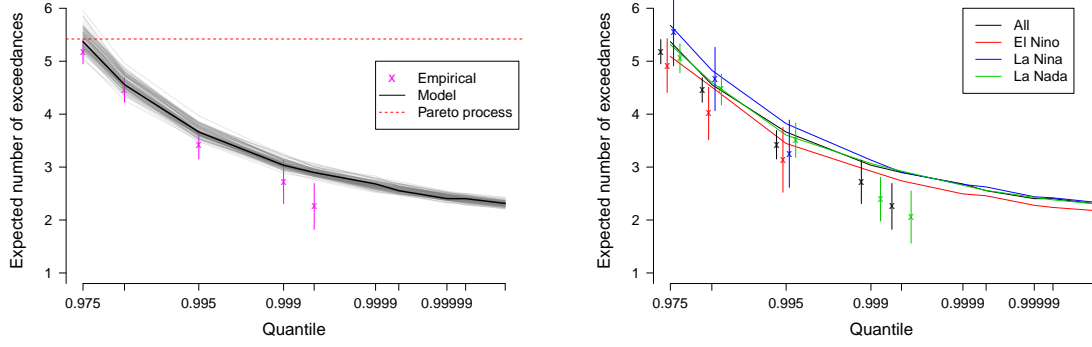 Expected number of exceedances
6
5
4
3
2
1
0.975
0.995
0.999
0.9999
0.99999
Quantile
x Empirical
Model
Pareto process
Expected number of exceedances
6
5
4
3
2
1
0.975
0.995
0.999
0.9999
0.99999
Quantile
All
El Nino
La Nina
La Nada